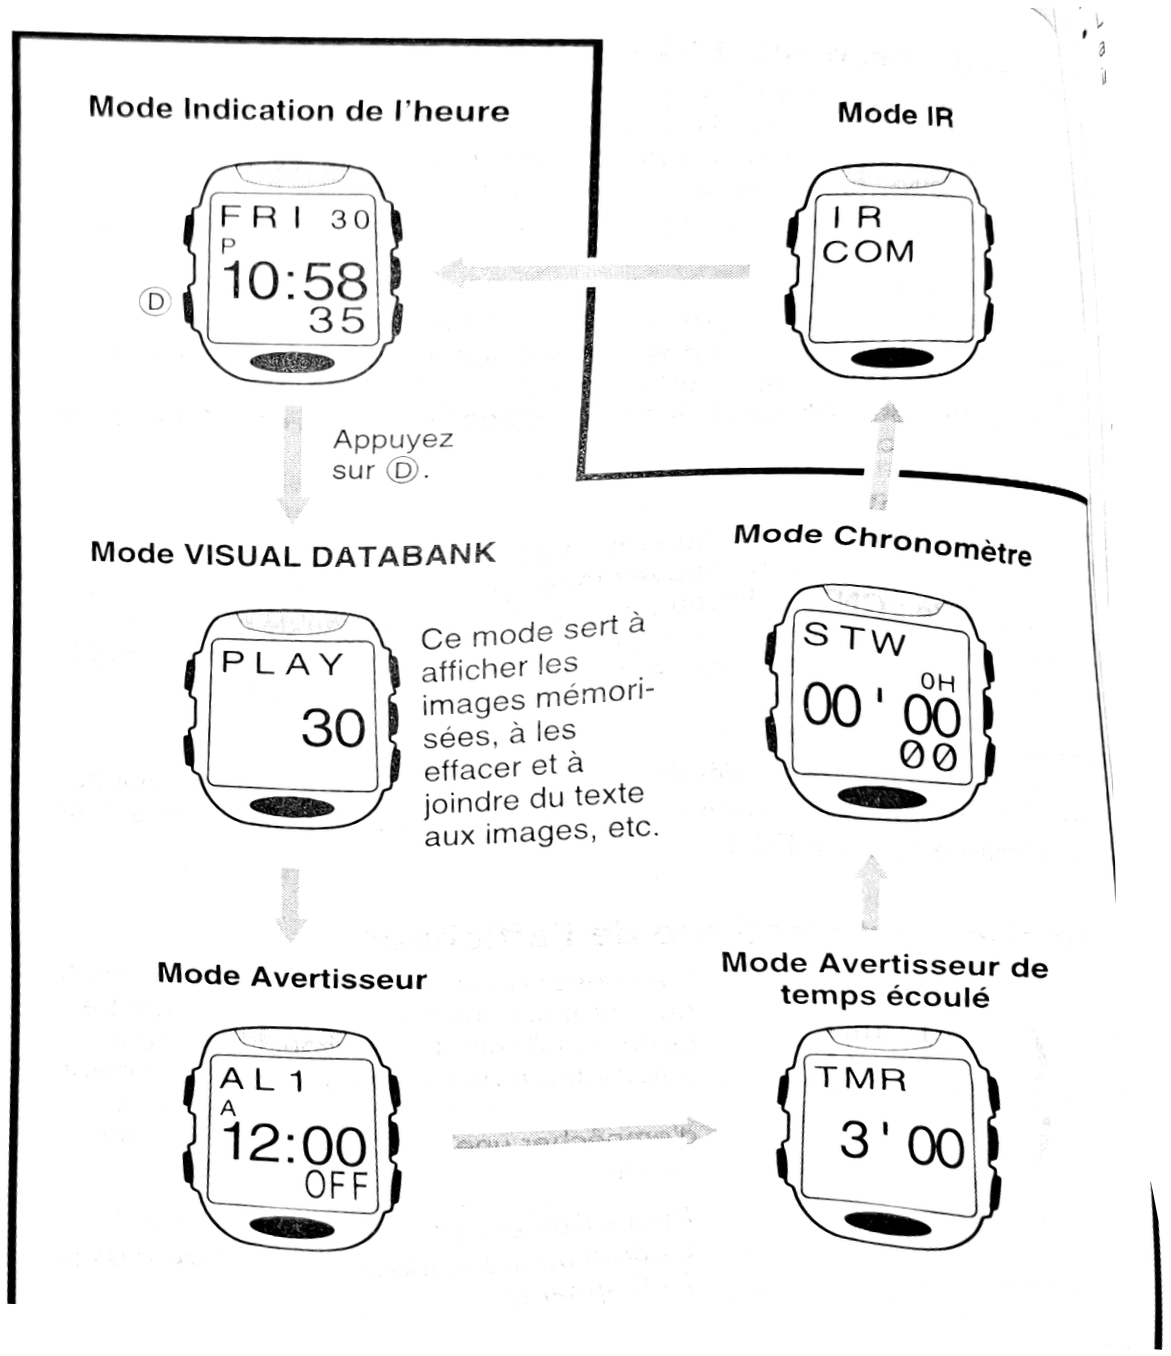 Mode Indication de l'heure
FRI 30
P
10:58
35
D
Appuyez
sur D.
Mode VISUAL DATABANK
PLAY
30
Ce mode sert à
afficher les
images mémori-
sées, à les
effacer et à
joindre du texte
aux images, etc.
Mode Avertisseur
AL1
A
12:00
OFF
Mode Avertisseur de
temps écoulé
TMR
3'00
Mode Chronomètre
STW
0H
00'00
00
Mode IR
IR
COM